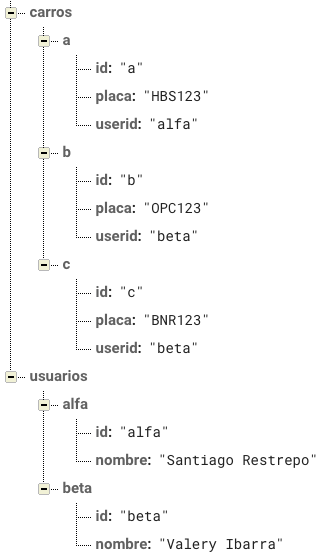 carros
a
id: "a"
placa: "HBS123"
userid: "alfa"
b
id: "b"
placa: "OPC123"
userid: "beta"
c
id: "c"
placa: "BNR123"
userid: "beta"
usuarios
alfa
id: "alfa"
nombre: "Santiago Restrepo"
beta
id: "beta"
nombre: "Valery Ibarra"